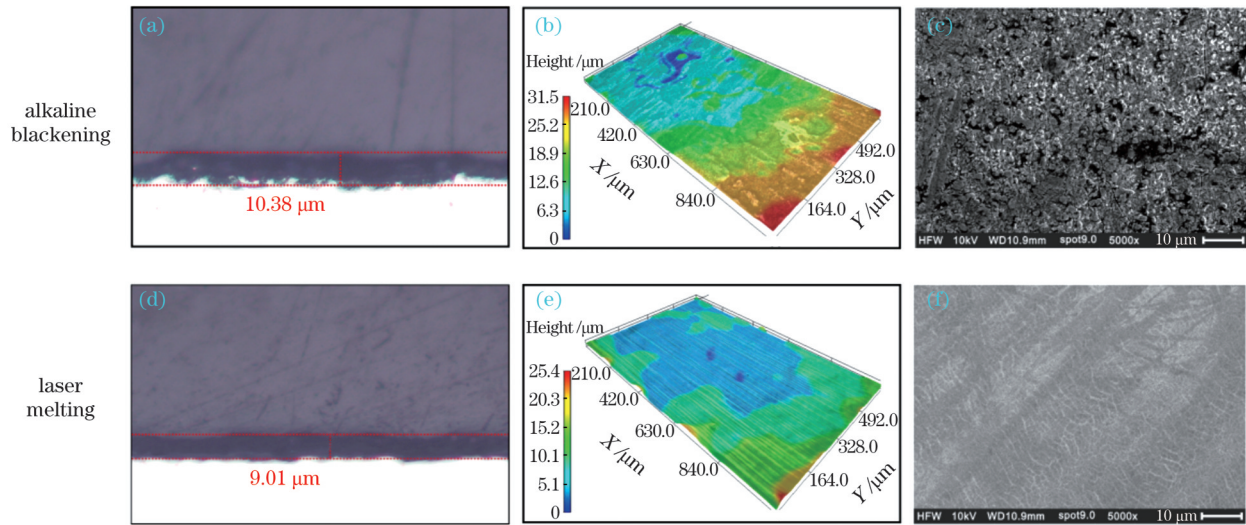 alkaline
blackening
(a)
10.38 μm
(b)
Height /μm
31.5
25.2
18.9
12.6
6.3
0
210.0
420.0
630.0
840.0
X /μm
492.0
328.0
164.0
Y /μm
(c)
HFW 10kV WD10.9mm spot9.0 5000x 10 μm
laser
melting
(d)
9.01 μm
(e)
Height /μm
25.4
20.3
15.2
10.1
5.1
0
210.0
420.0
630.0
840.0
X /μm
492.0
328.0
164.0
Y /μm
(f)
HFW 10kV WD10.9mm spot9.0 5000x 10 μm